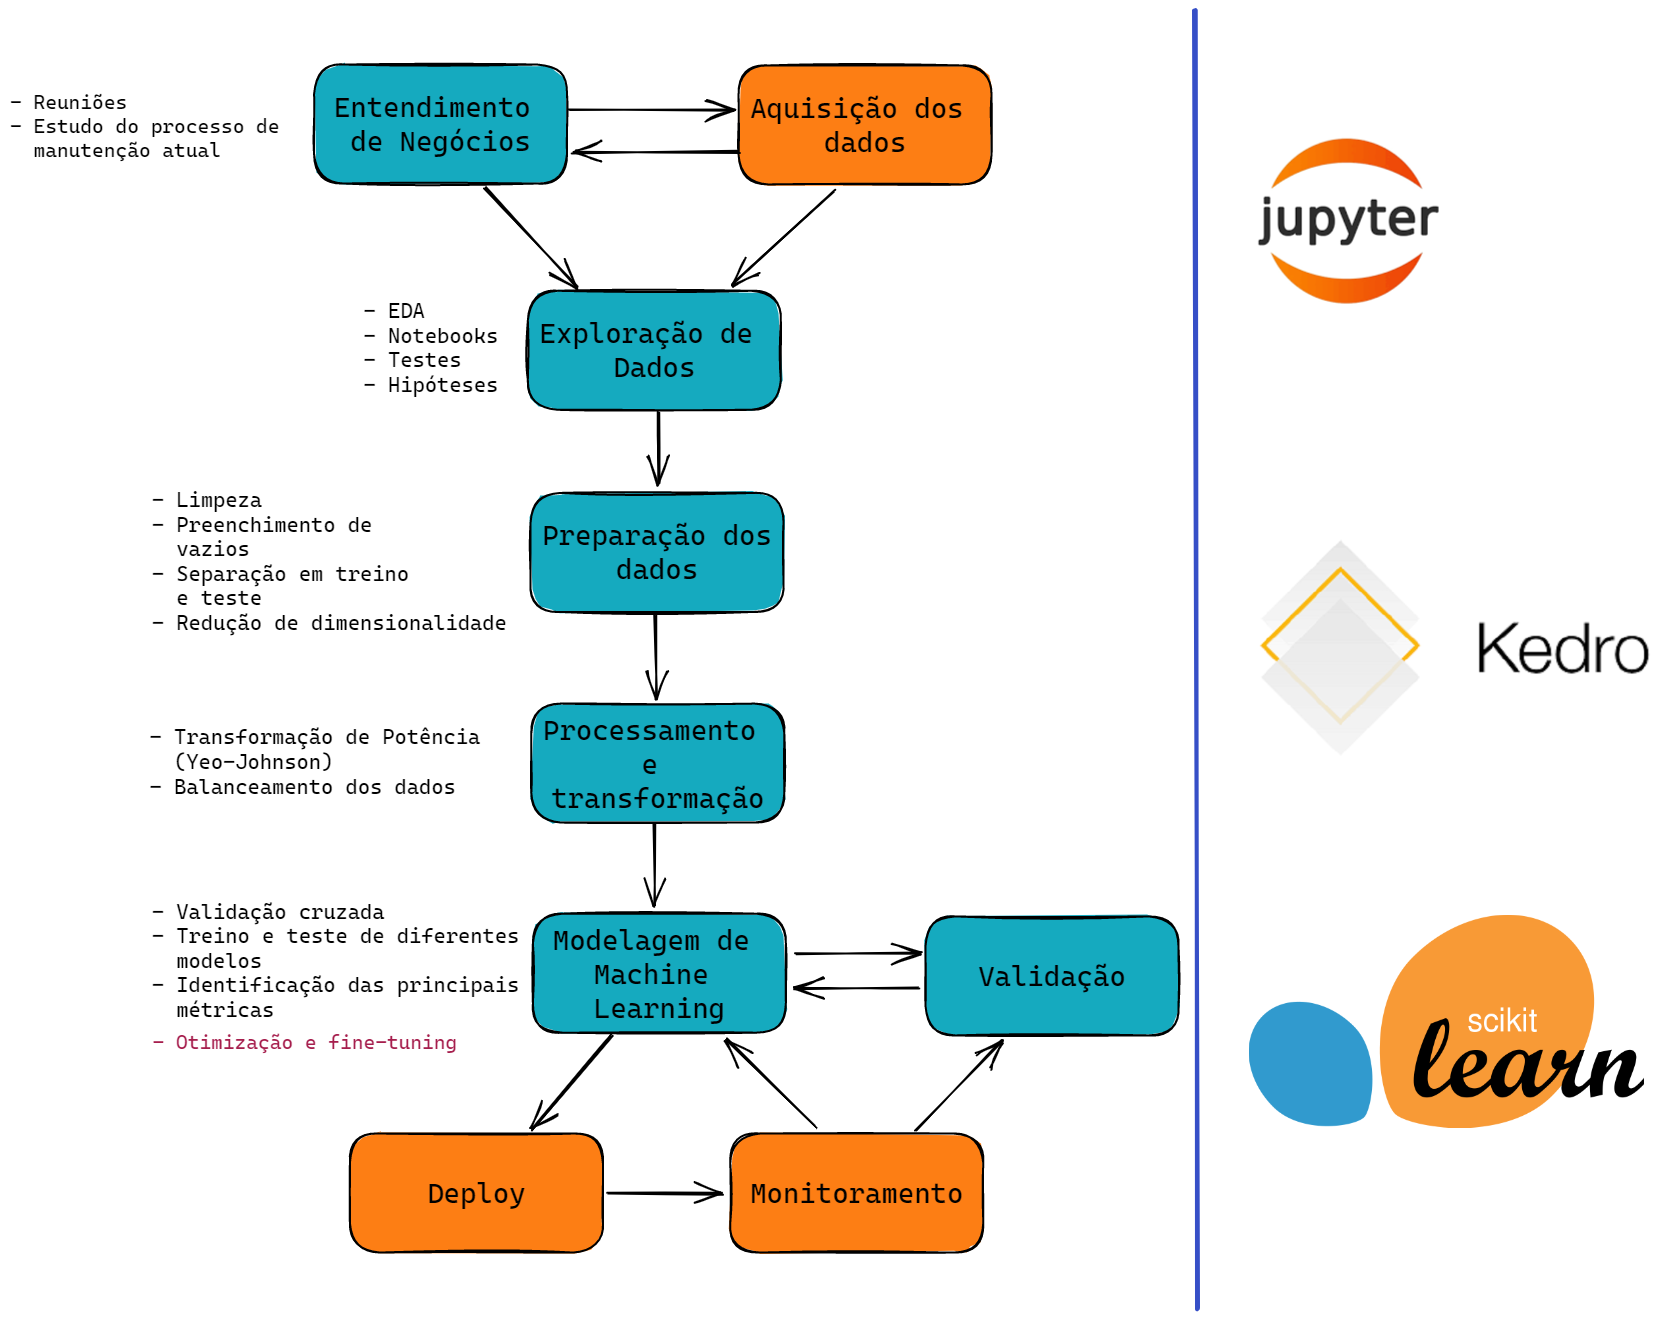 - Reuniões
- Estudo do processo de
manutenção atual
Entendimento
de Negócios
Aquisição dos
dados
jupyter
- EDA
- Notebooks
- Testes
- Hipóteses
Exploração de
Dados
- Limpeza
- Preenchimento de
vazios
- Separação em treino
e teste
- Redução de dimensionalidade
Preparação dos
dados
Kedro
- Transformação de Potência
(Yeo-Johnson)
- Balanceamento dos dados
Processamento
e
transformação
- Validação cruzada
- Treino e teste de diferentes
modelos
- Identificação das principais
métricas
- Otimização e fine-tuning
Modelagem de
Machine
Learning
Validação
scikit
learn
Deploy
Monitoramento